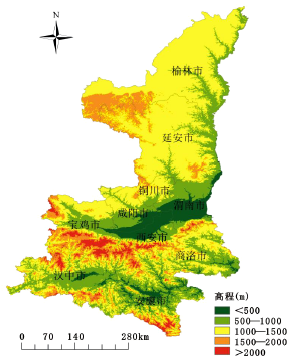 N
榆林市
延安市
铜川市
咸阳市
渭南市
宝鸡市
西安市
商洛市
汉中市
安康市
高程(m)
<500
500—1000
1000—1500
1500—2000
>2000
0 70 140 280km